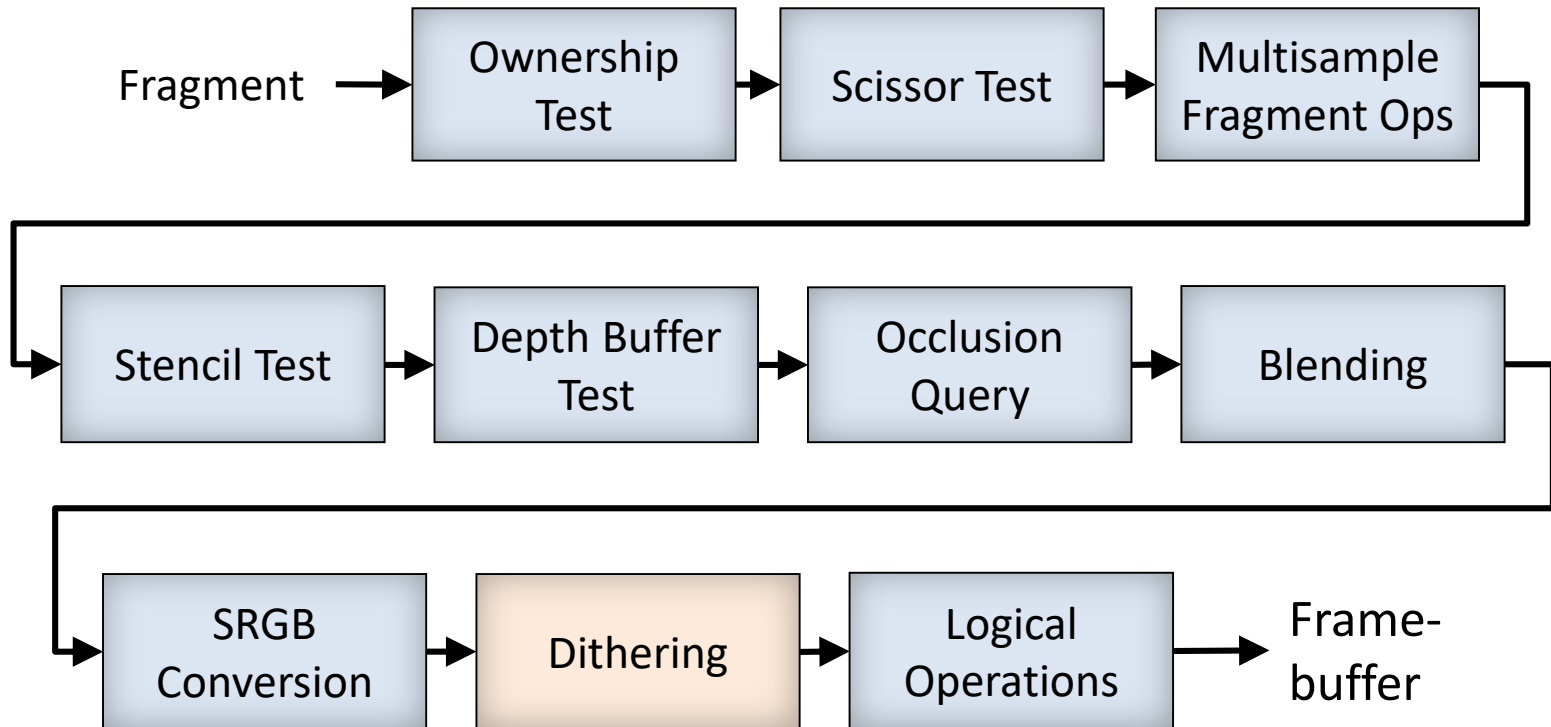 Fragment
Ownership
Test
Scissor Test
Multisample
Fragment Ops
Stencil Test
Depth Buffer
Test
Occlusion
Query
Blending
SRGB
Conversion
Dithering
Logical
Operations
Frame-
buffer